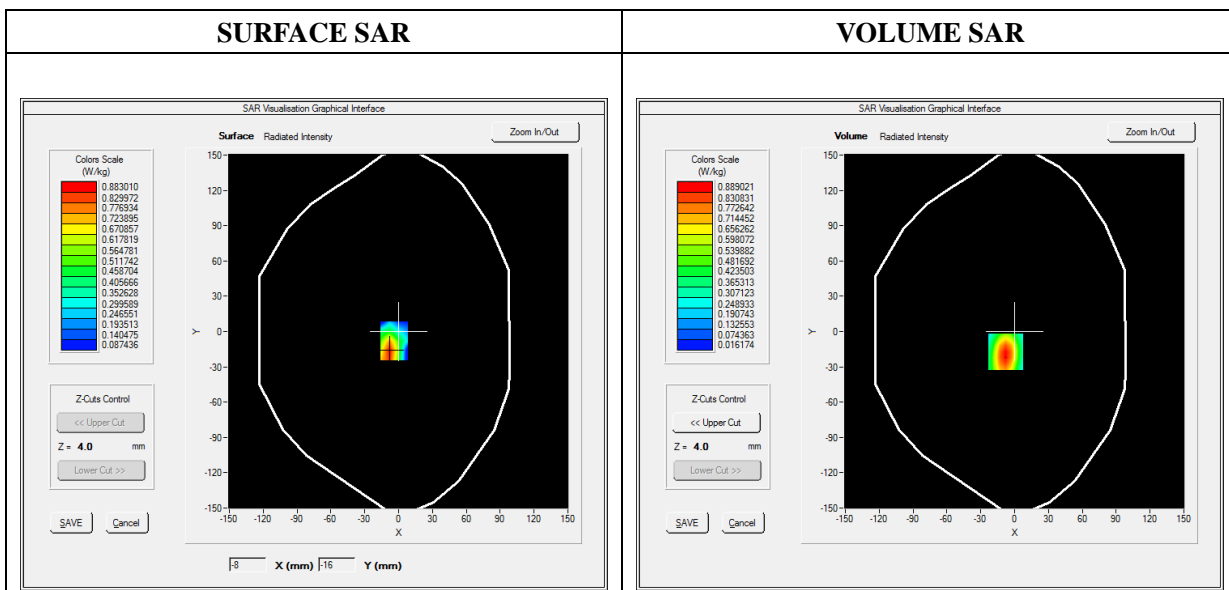 SURFACE SAR
VOLUME SAR
SAR Visualisation Graphical Interface
Surface Radiated Intensity
Zoom In/Out
Colors Scale
(W/kg)
0.883010
0.829972
0.776934
0.723895
0.670857
0.617819
0.564781
0.511742
0.458704
0.405666
0.352628
0.299589
0.246551
0.193513
0.140475
0.087436
Z-Cuts Control
<< Upper Cut
Z = 4.0 mm
Lower Cut >>
SAVE Cancel
150
120
90
60
30
0
-30
-60
-90
-120
-150
Y
-150 -120 -90 -60 -30 0 30 60 90 120 150
X
-8 X (mm) -16 Y (mm)
SAR Visualisation Graphical Interface
Volume Radiated Intensity
Zoom In/Out
Colors Scale
(W/kg)
0.889021
0.830831
0.772642
0.714452
0.656262
0.598072
0.539882
0.481692
0.423503
0.365313
0.307123
0.248933
0.190743
0.132553
0.074363
0.016174
Z-Cuts Control
<< Upper Cut
Z = 4.0 mm
Lower Cut >>
SAVE Cancel
150
120
90
60
30
0
-30
-60
-90
-120
-150
Y
-150 -120 -90 -60 -30 0 30 60 90 120 150
X